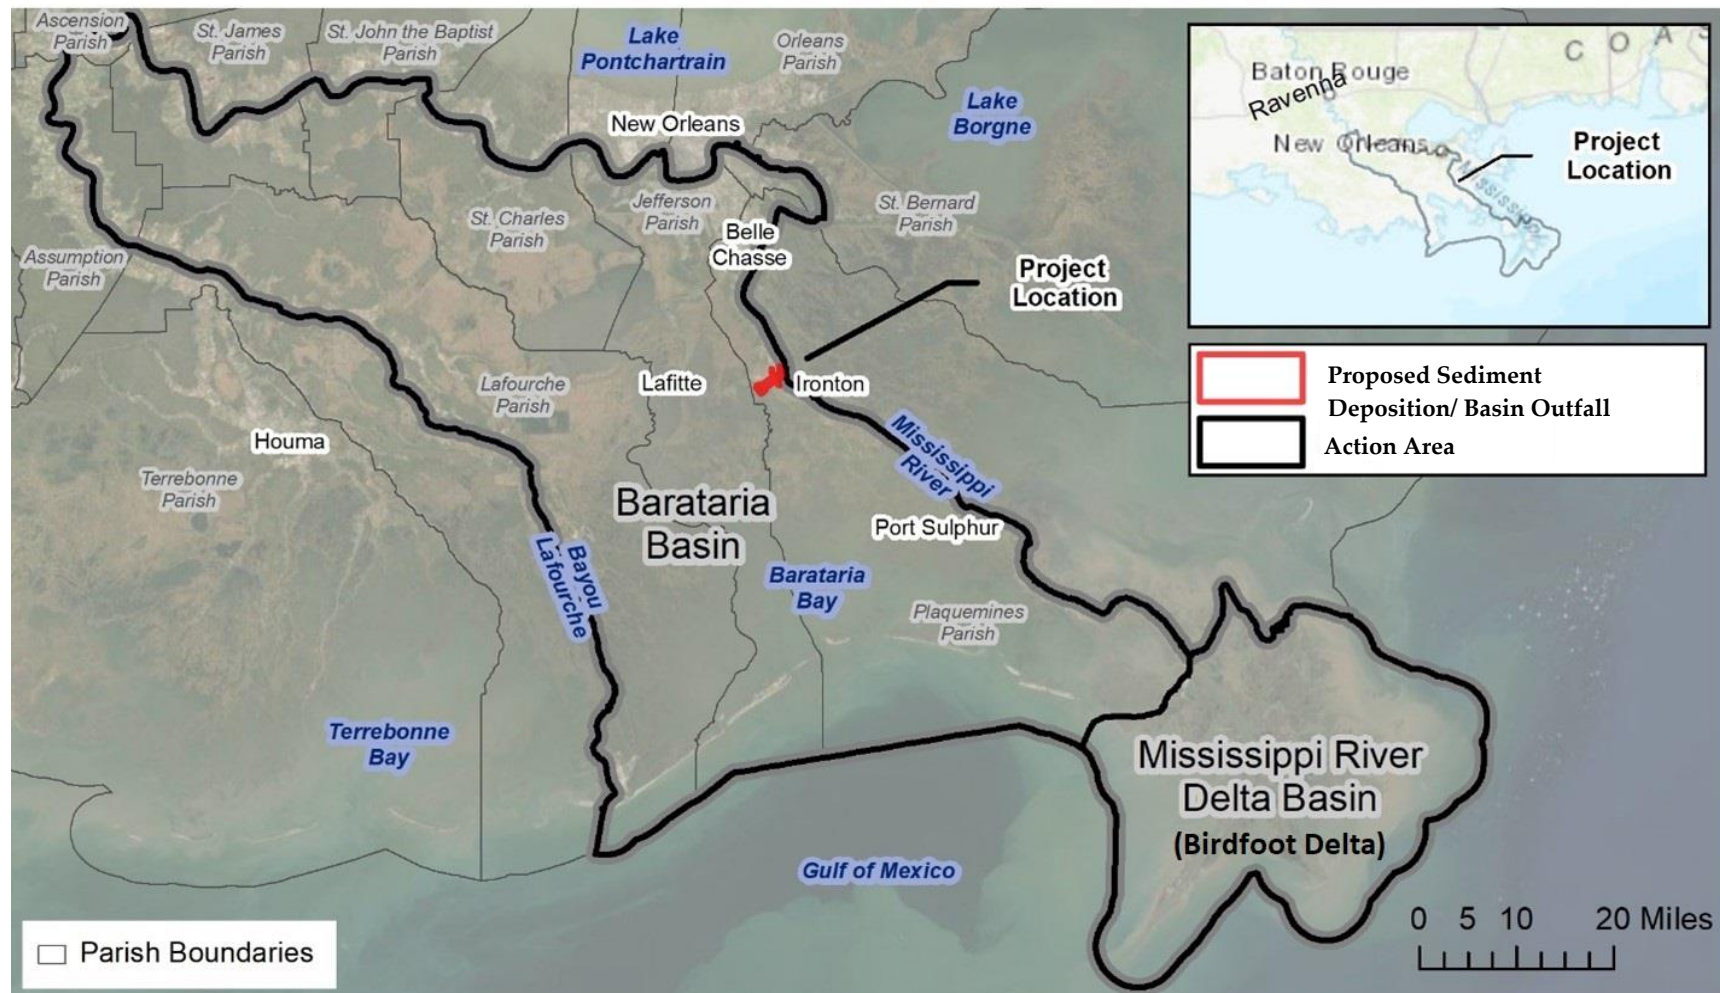 Ascension
Parish
St. James
Parish
St. John the Baptist
Parish
Lake
Pontchartrain
Orleans
Parish
Lake
Borgne
New Orleans
Jefferson
Parish
St. Charles
Parish
St. Bernard
Parish
Belle
Chasse
Assumption
Parish
Project
Location
Lafitte
Ironton
Lafourche
Parish
Houma
Terrebonne
Parish
Mississippi
River
Barataria
Basin
Port Sulphur
Bayou
Lafourche
Barataria
Bay
Plaquemines
Parish
Terrebonne
Bay
Mississippi River
Delta Basin
(Birdfoot Delta)
Gulf of Mexico
Parish Boundaries
0 5 10 20 Miles
C O A S
Baton Rouge
Ravenna
New Orleans
Project
Location
Proposed Sediment
Deposition/ Basin Outfall
Action Area